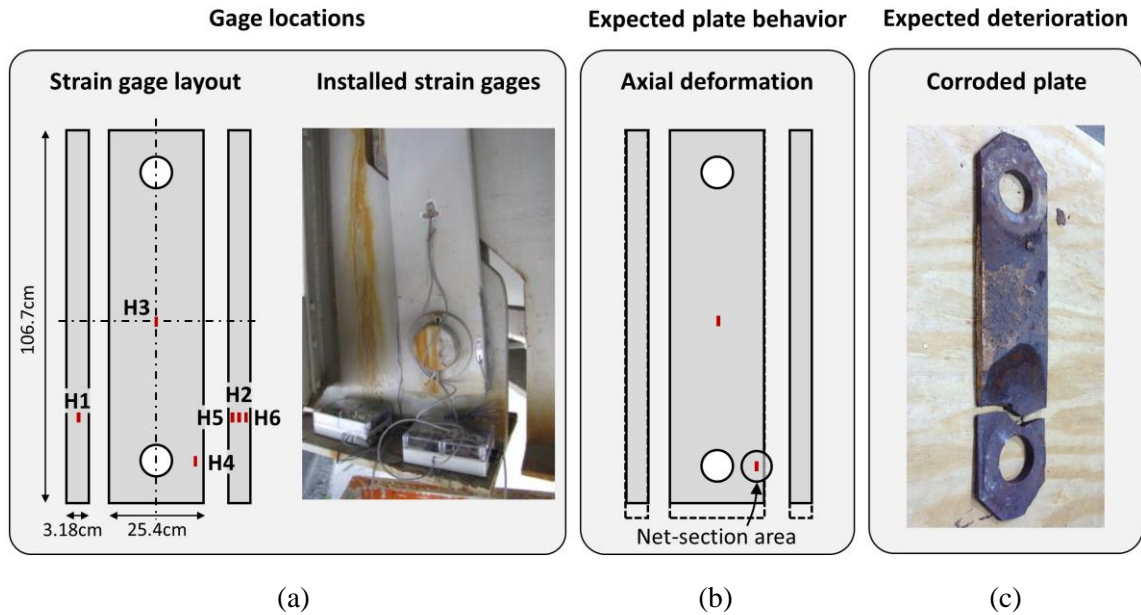 Gage locations
Expected plate behavior
Expected deterioration
Strain gage layout
Installed strain gages
Axial deformation
Corroded plate
106.7cm
H3
H1
H2
H5
H6
H4
3.18cm
25.4cm
Net-section area
(a)
(b)
(c)